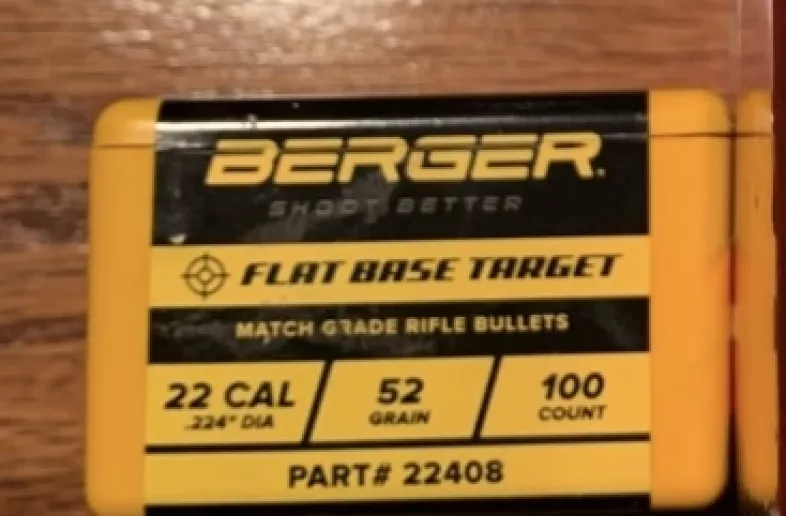 BERGER.
SHOOT BETTER
FLAT BASE TARGET
MATCH GRADE RIFLE BULLETS
22 CAL
.224" DIA
52
GRAIN
100
COUNT
PART# 22408